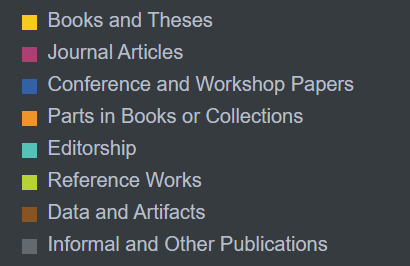 Books and Theses
Journal Articles
Conference and Workshop Papers
Parts in Books or Collections
Editorship
Reference Works
Data and Artifacts
Informal and Other Publications